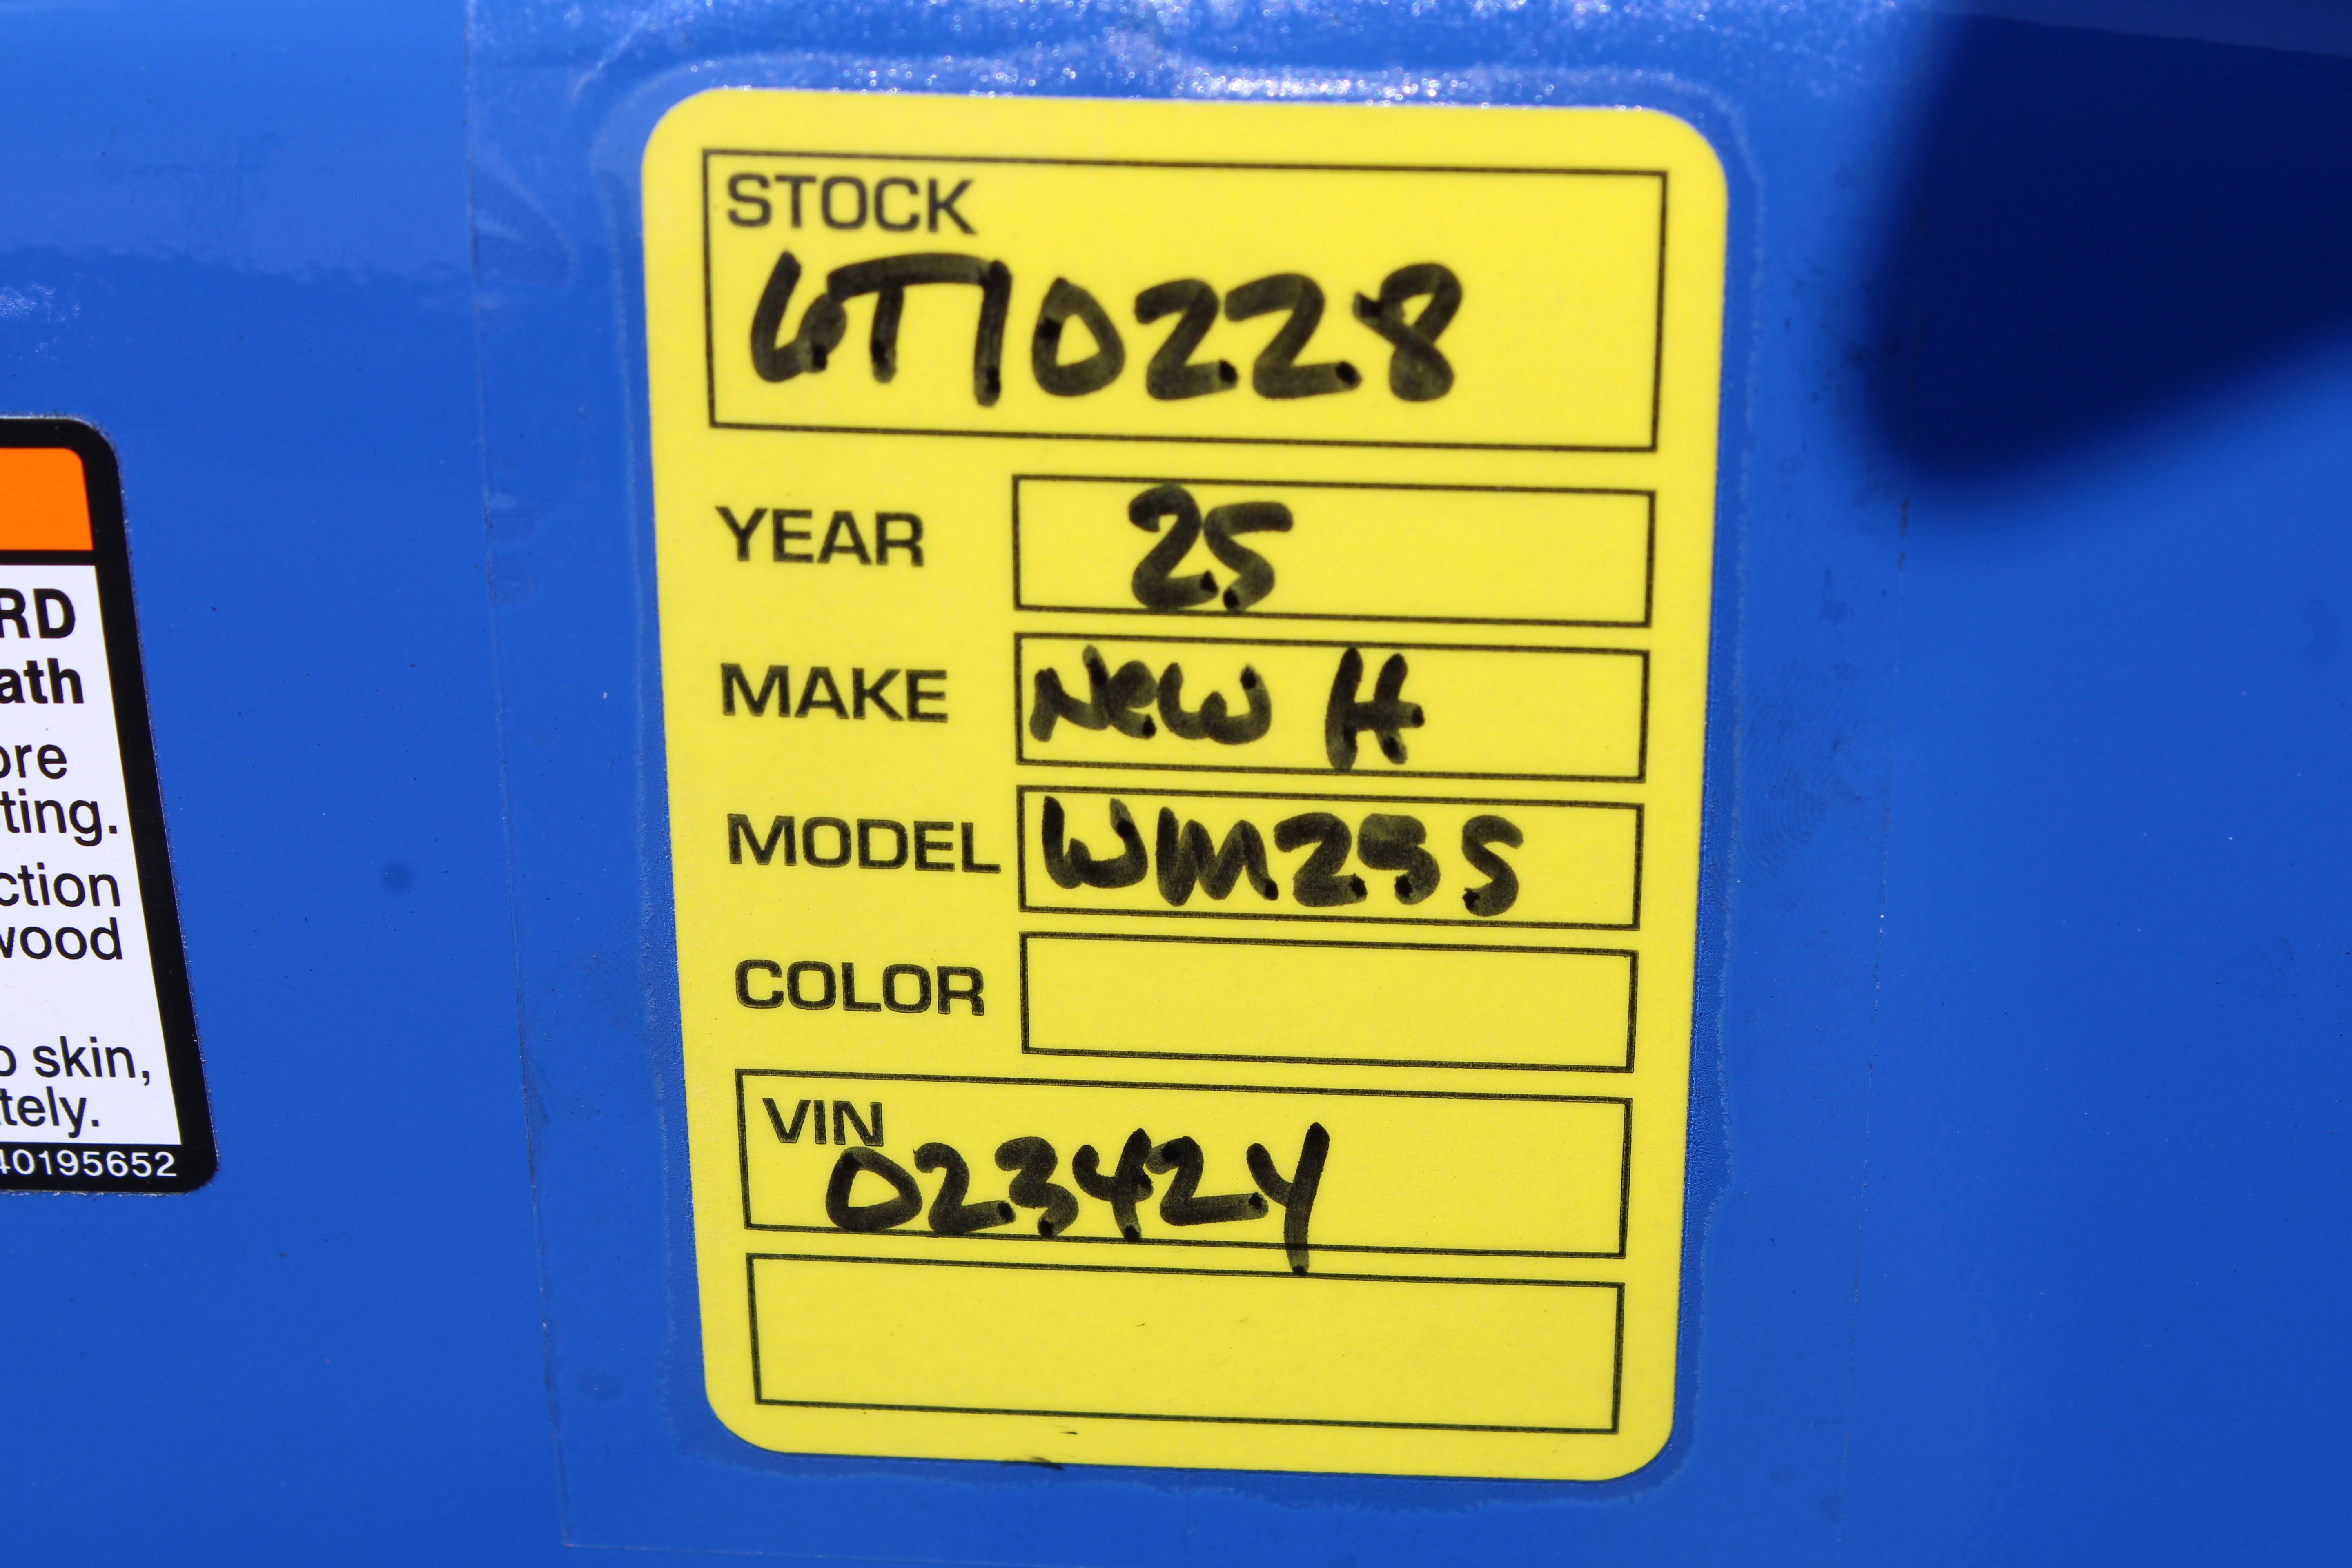 RD
ath
ore
ting.
ction
wood
o skin,
tely.
40195652
STOCK
GT10228
YEAR 25
MAKE New H
MODEL WM235S
COLOR
VIN
02342Y